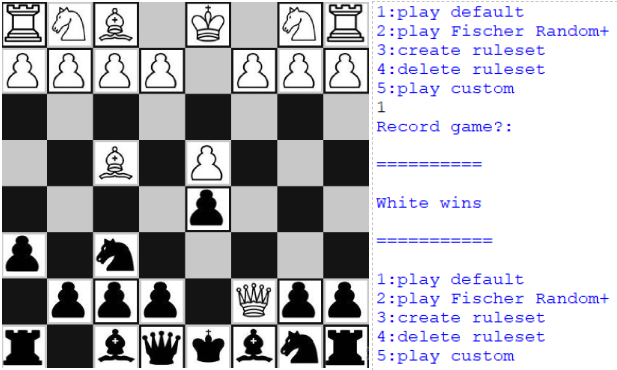 1:play default
2:play Fischer Random+
3:create ruleset
4:delete ruleset
5:play custom
1
Record game?:
==========
White wins
===========
1:play default
2:play Fischer Random+
3:create ruleset
4:delete ruleset
5:play custom